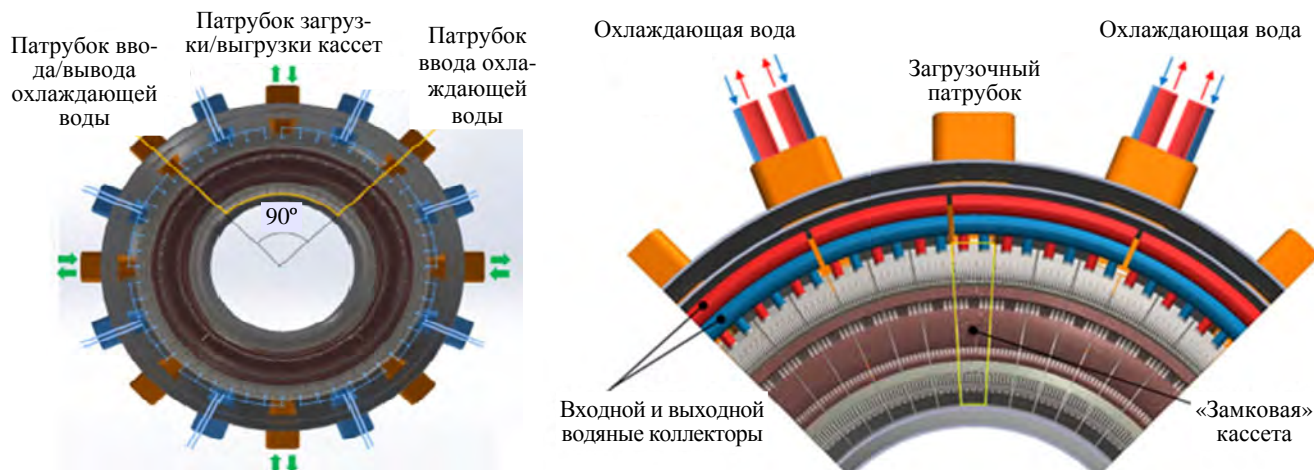 Патрубок вво-
да/вывода
охлаждающей
воды
Патрубок загруз-
ки/выгрузки кассет
Патрубок
ввода охла-
ждающей
воды
90º
Охлаждающая вода
Загрузочный
патрубок
Охлаждающая вода
Входной и выходной
водяные коллекторы
«Замковая»
кассета